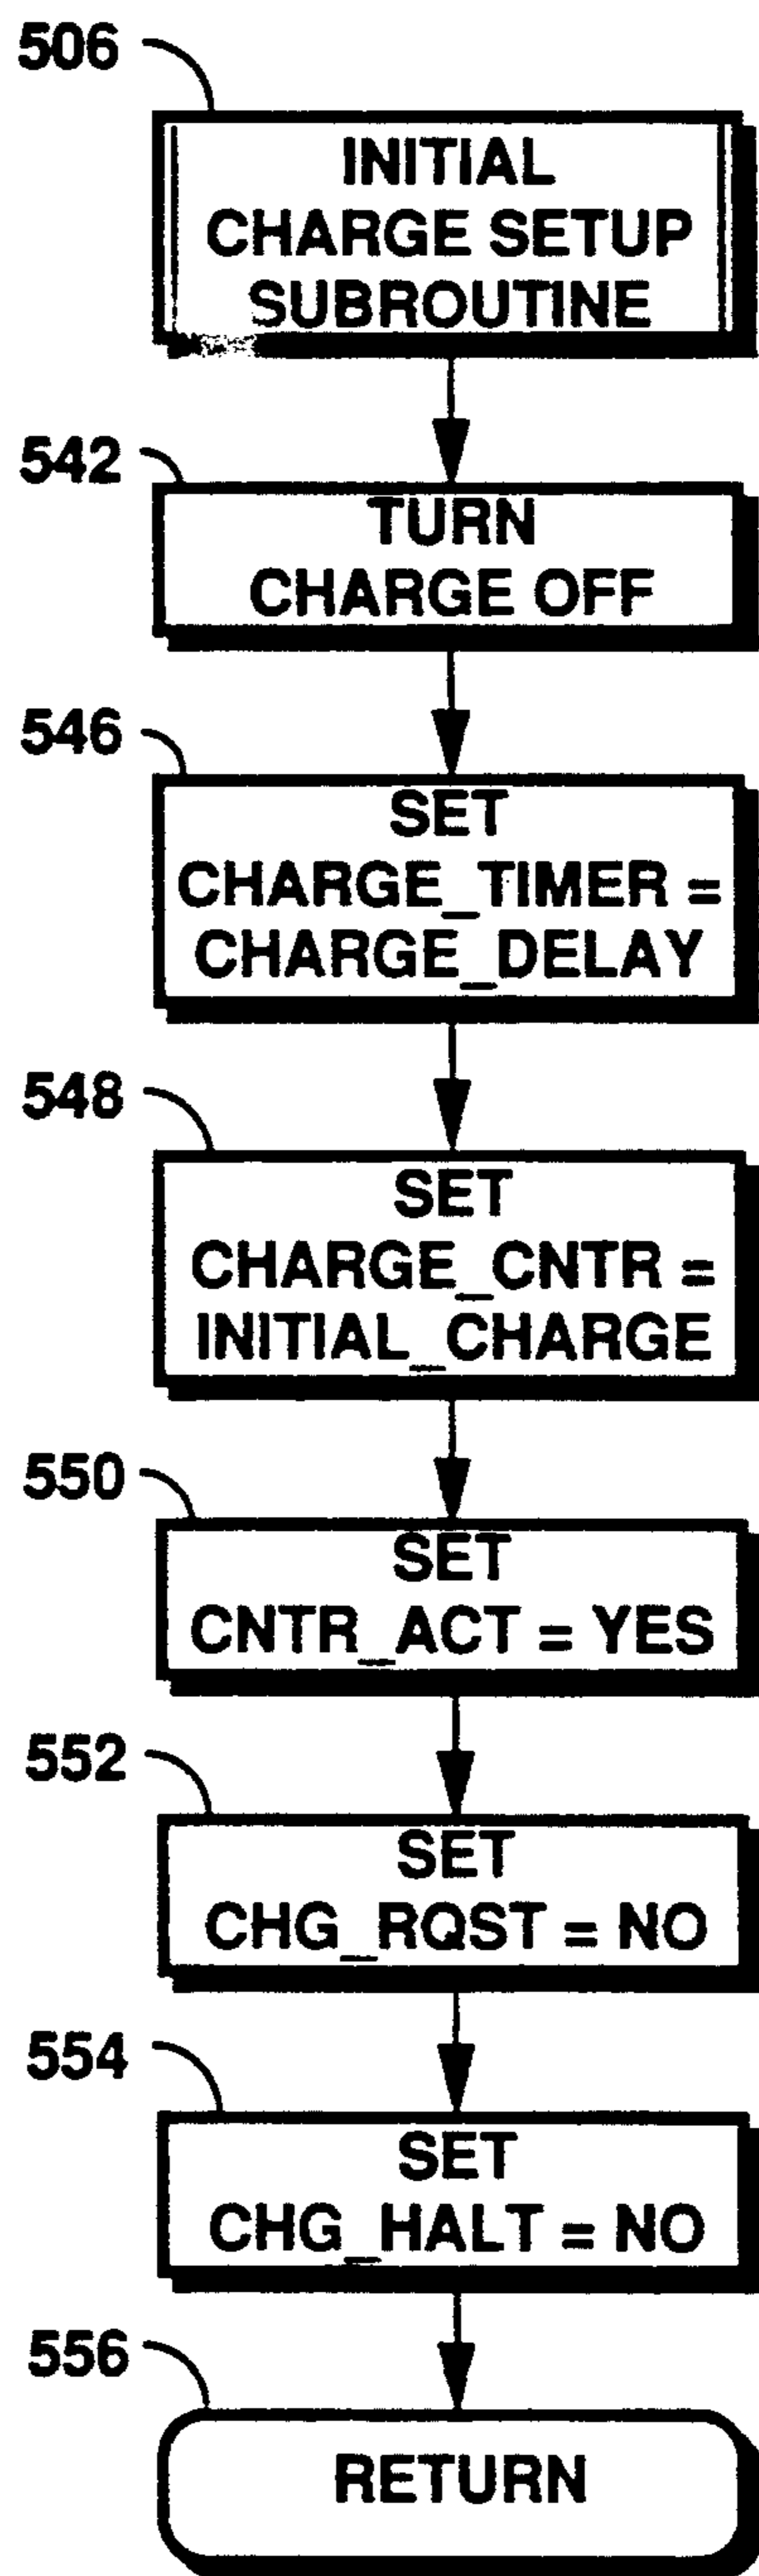 506
INITIAL
CHARGE SETUP
SUBROUTINE
542
TURN
CHARGE OFF
546
SET
CHARGE_TIMER =
CHARGE_DELAY
548
SET
CHARGE_CNTR =
INITIAL_CHARGE
550
SET
CNTR_ACT = YES
552
SET
CHG_RQST = NO
554
SET
CHG_HALT = NO
556
RETURN